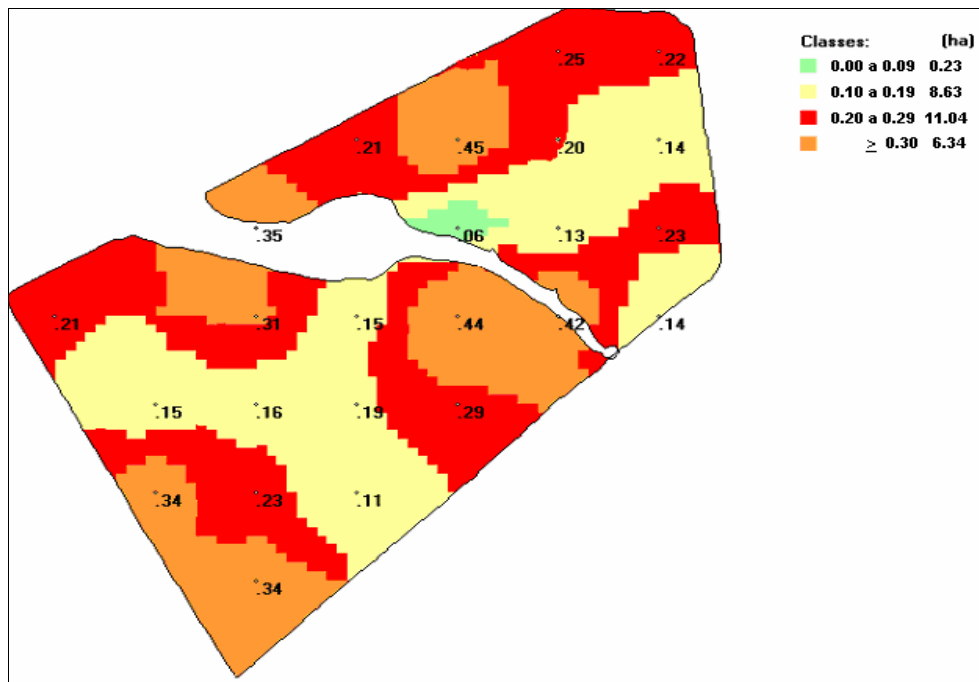 Classes: (ha)
0.00 a 0.09 0.23
0.10 a 0.19 8.63
0.20 a 0.29 11.04
≥ 0.30 6.34
.25 .22
.21 .45 .20 .14
.35 .06 .13 .23
.21 .31 .15 .44 .42 .14
.15 .16 .19 .29
.34 .23 .11
.34